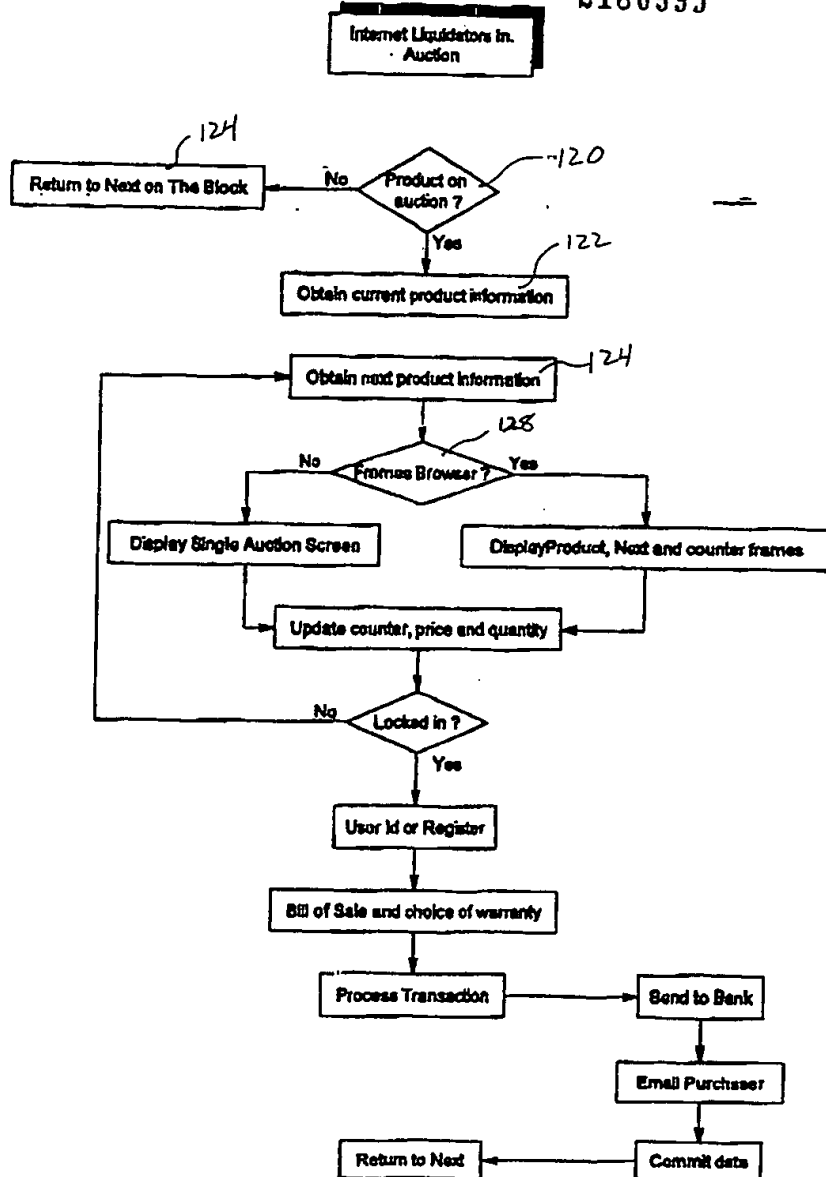 Internet Liquidators In.
Auction
124
120
Return to Next on The Block
No
Product on
auction ?
Yes
122
Obtain current product information
Obtain next product information
124
128
No
Frames Browser ?
Yes
Display Single Auction Screen
DisplayProduct, Next and counter frames
Update counter, price and quantity
No
Locked in ?
Yes
User Id or Register
Bill of Sale and choice of warranty
Process Transaction
Send to Bank
Email Purchaser
Return to Next
Commit data